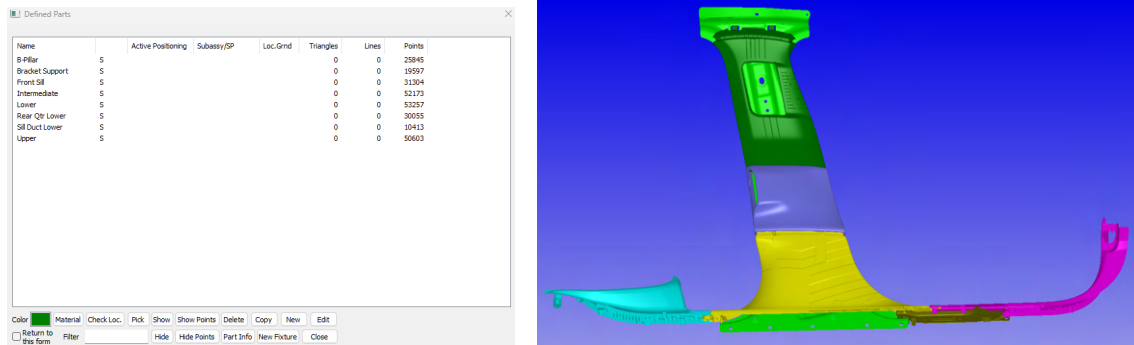 Defined Parts
Name Active Positioning Subassy/SP Loc.Grnd Triangles Lines Points
B-Pillar S 0 0 25845
Bracket Support S 0 0 19597
Front Sill S 0 0 31304
Intermediate S 0 0 52173
Lower S 0 0 53257
Rear Qtr Lower S 0 0 30055
Sill Duct Lower S 0 0 10413
Upper S 0 0 50603
Color Material Check Loc. Pick Show Show Points Delete Copy New Edit
Return to this form Filter Hide Hide Points Part Info New Fixture Close